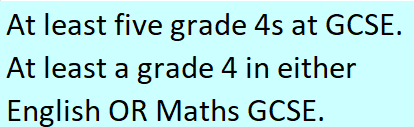 At least five grade 4s at GCSE.
At least a grade 4 in either
English OR Maths GCSE.